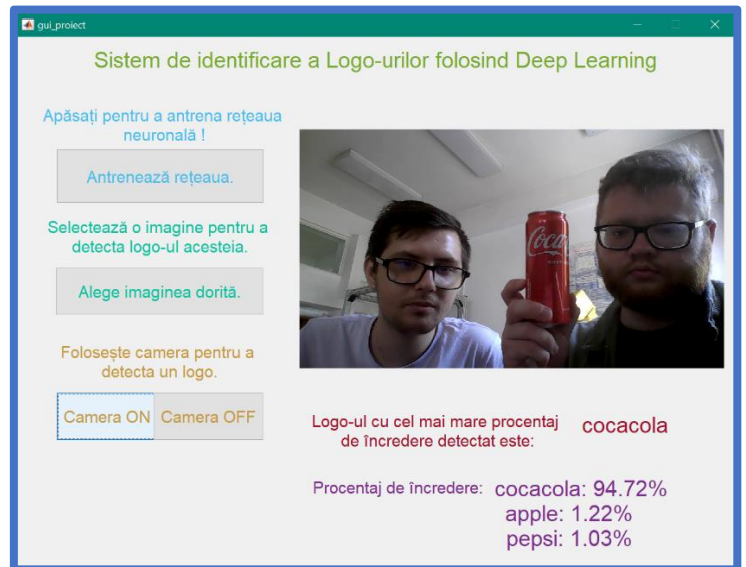 gui_proiect
Sistem de identificare a Logo-urilor folosind Deep Learning
Apăsați pentru a antrena rețeaua
neuronală !
Antrenează rețeaua.
Selectează o imagine pentru a
detecta logo-ul acesteia.
Alege imaginea dorită.
Folosește camera pentru a
detecta un logo.
Camera ON
Camera OFF
Coca
Logo-ul cu cel mai mare procentaj
de încredere detectat este:
cocacola
Procentaj de încredere:
cocacola: 94.72%
apple: 1.22%
pepsi: 1.03%